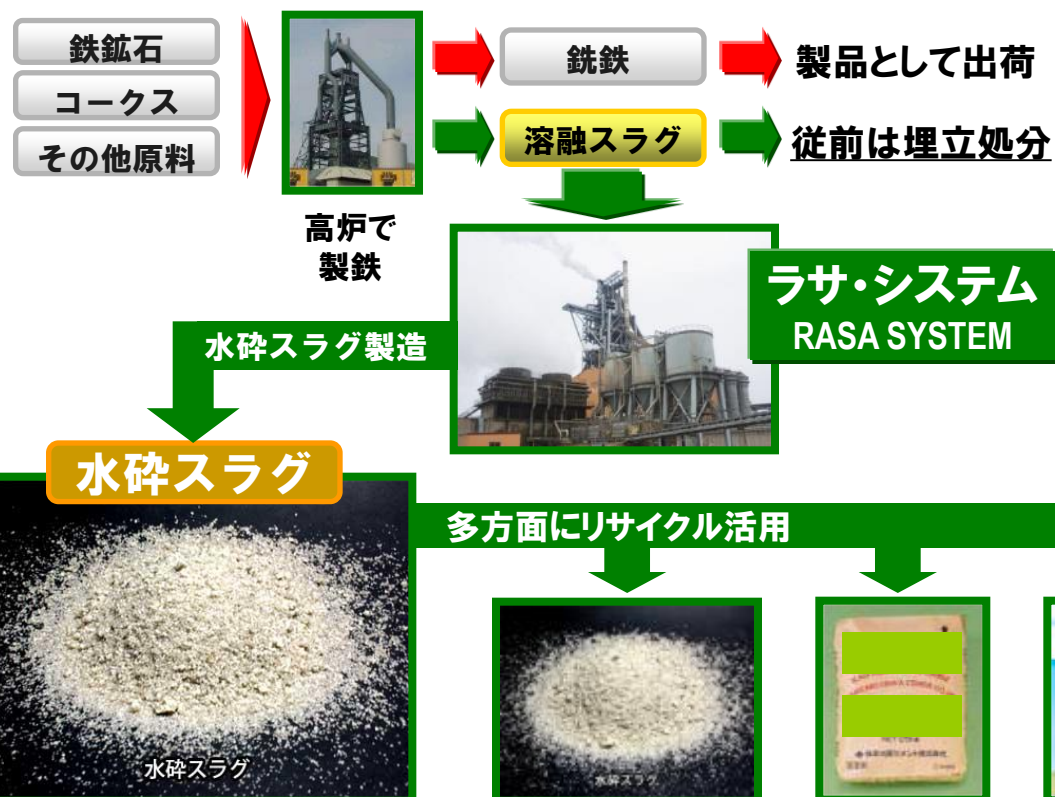 鉄鉱石
コークス
その他原料
高炉で
製鉄
銑鉄
製品として出荷
溶融スラグ
従前は埋立処分
ラサ・システム
RASA SYSTEM
水砕スラグ製造
水砕スラグ
水砕スラグ
多方面にリサイクル活用
水砕スラグ